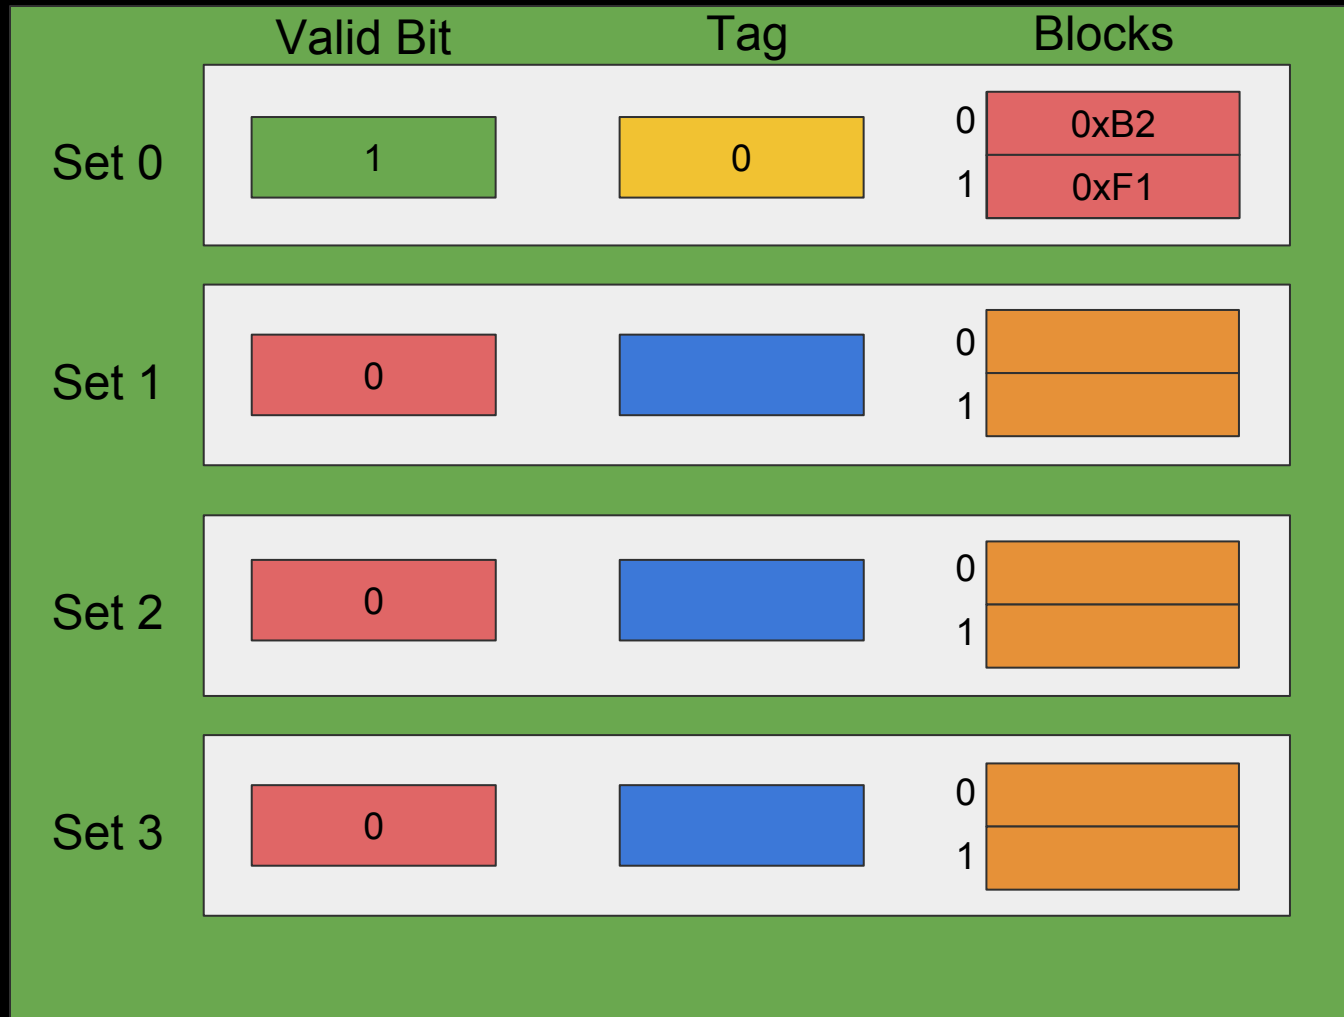 Valid Bit Tag Blocks
Set 0 1 0 0 0xB2
1 0xF1
Set 1 0 0
1
Set 2 0 0
1
Set 3 0 0
1